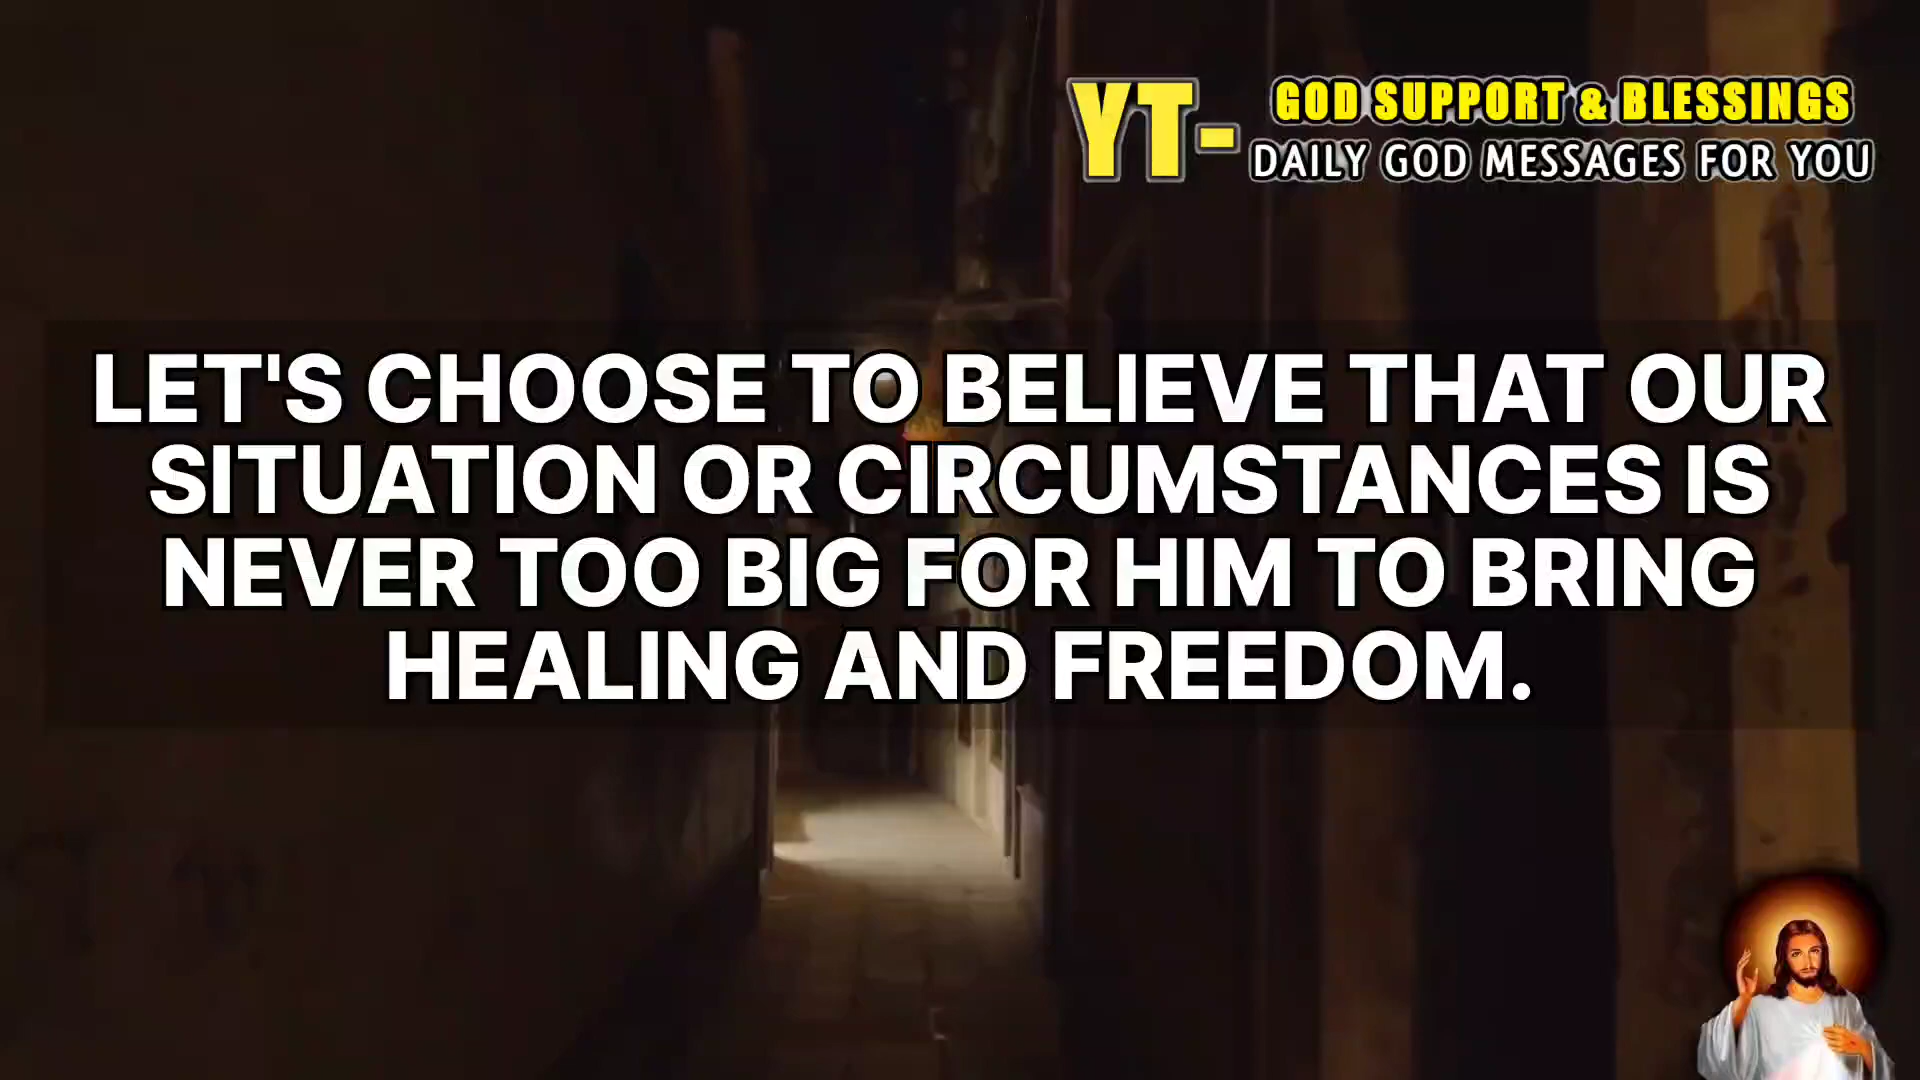 YT-
GOD SUPPORT & BLESSINGS
DAILY GOD MESSAGES FOR YOU
LET'S CHOOSE TO BELIEVE THAT OUR
SITUATION OR CIRCUMSTANCES IS
NEVER TOO BIG FOR HIM TO BRING
HEALING AND FREEDOM.